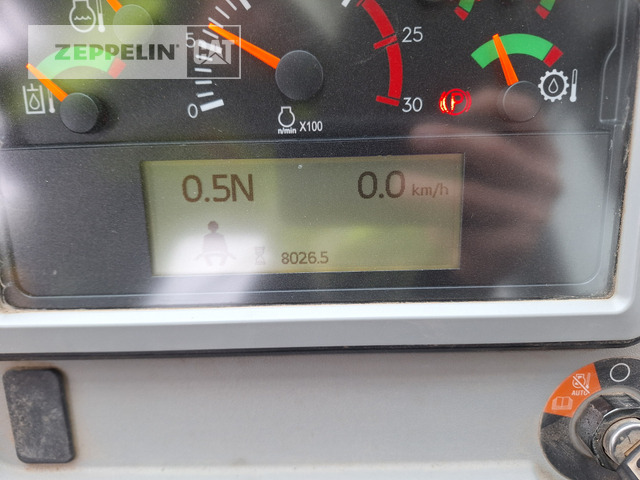 ZEPPELIN CAT
5
25
30
0
n/min X100
P
0.5N 0.0 km/h
8026.5
AUTO